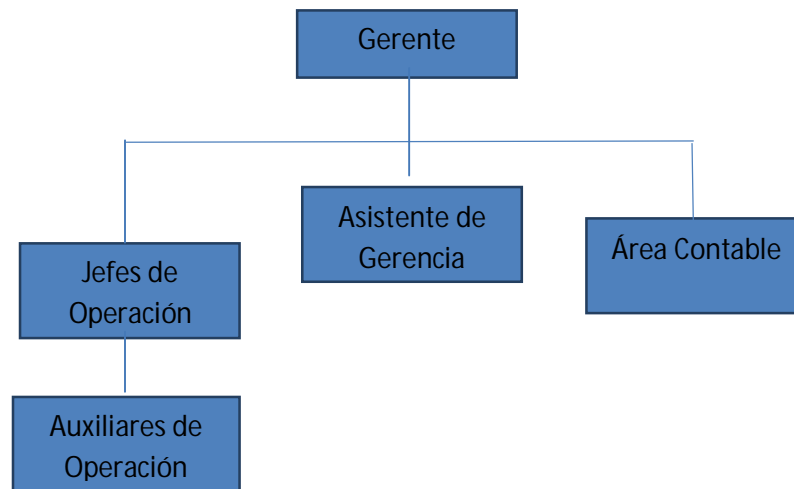 Gerente
Asistente de
Gerencia
Área Contable
Jefes de
Operación
Auxiliares de
Operación